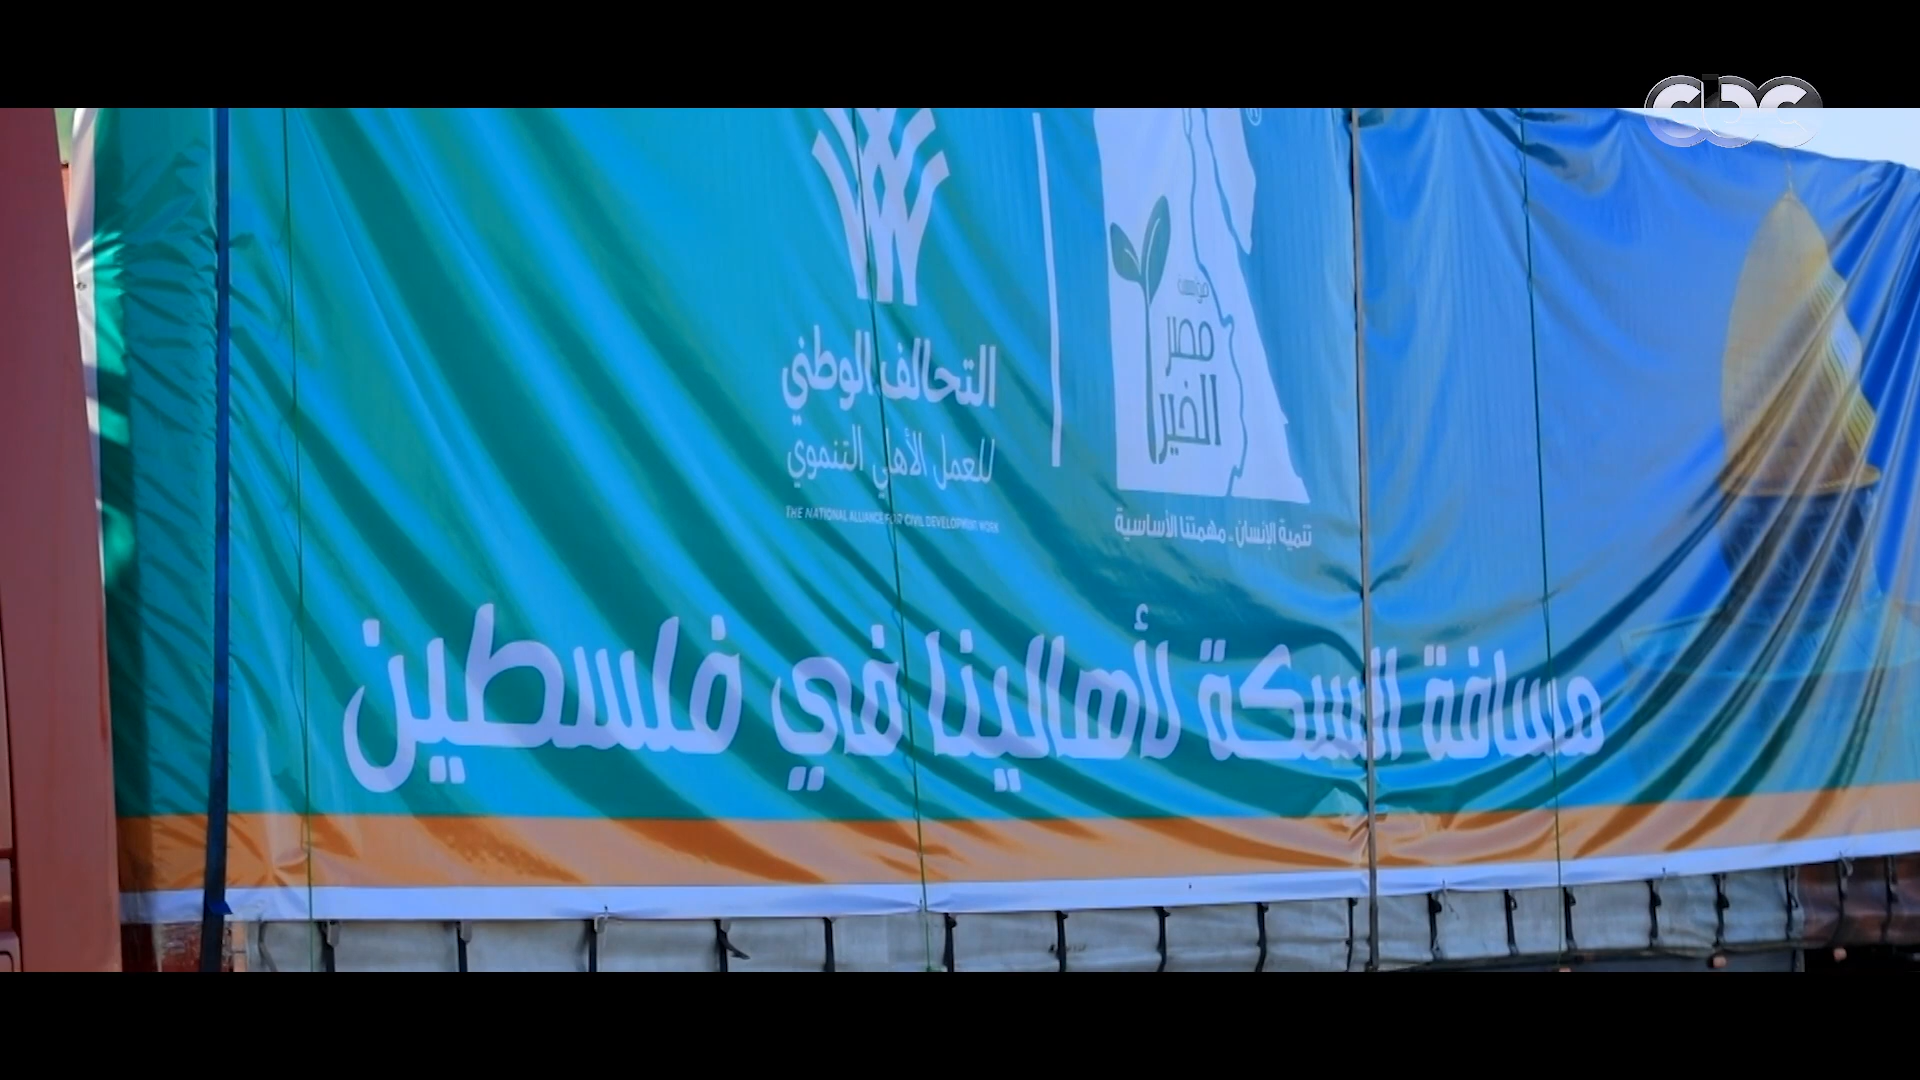 cbc
مؤسسة
مصر
الخير
تنمية الإنسان - مهمتنا الأساسية
التحالف الوطني
للعمل الأهلي التنموي
THE NATIONAL ALLIANCE FOR CIVIL DEVELOPMENT WORK
مسافة السكة لأهالينا في فلسطين